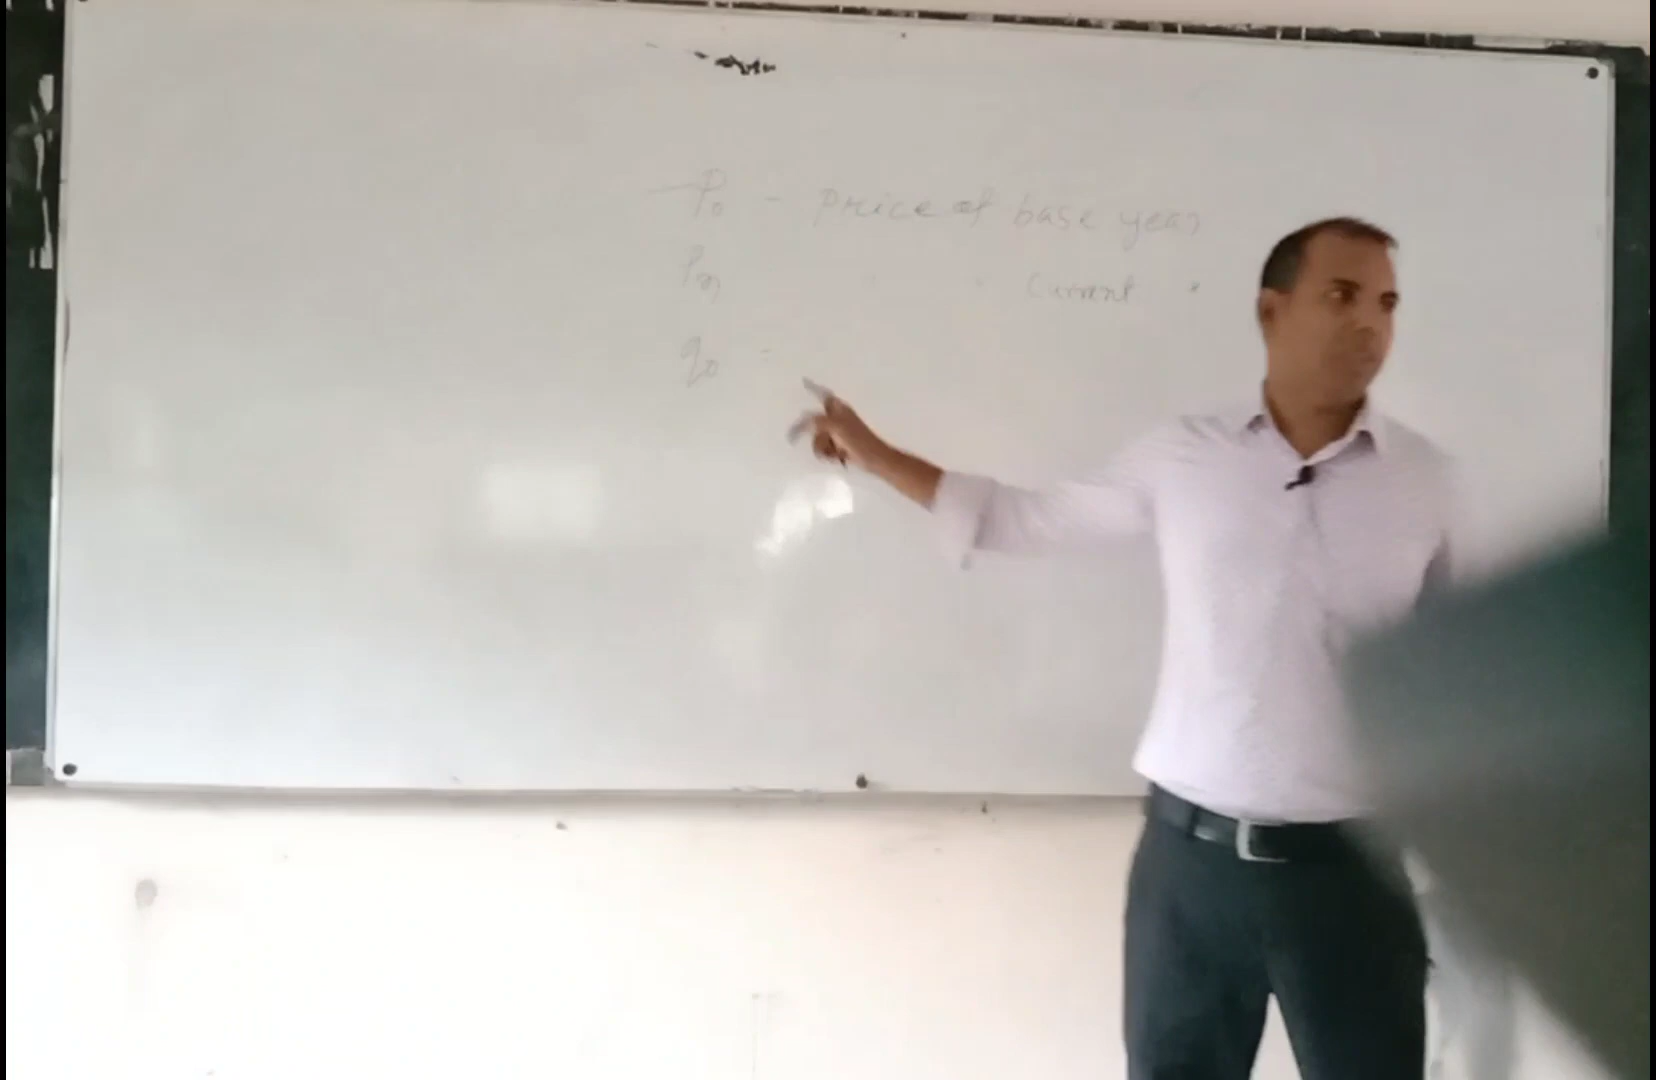 P₀ - Price of base year
Pₙ " " Current "
q₀ =